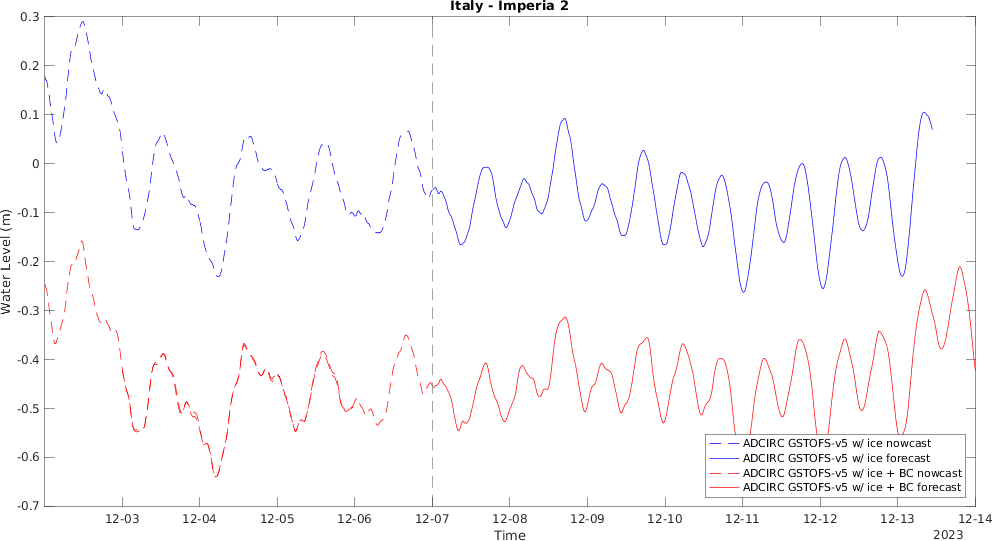 Italy - Imperia 2
0.3
0.2
0.1
0
-0.1
-0.2
-0.3
-0.4
-0.5
-0.6
-0.7
Water Level (m)
ADCIRC GSTOFS-v5 w/ ice nowcast
ADCIRC GSTOFS-v5 w/ ice forecast
ADCIRC GSTOFS-v5 w/ ice + BC nowcast
ADCIRC GSTOFS-v5 w/ ice + BC forecast
12-03 12-04 12-05 12-06 12-07 12-08 12-09 12-10 12-11 12-12 12-13 12-14
Time
2023